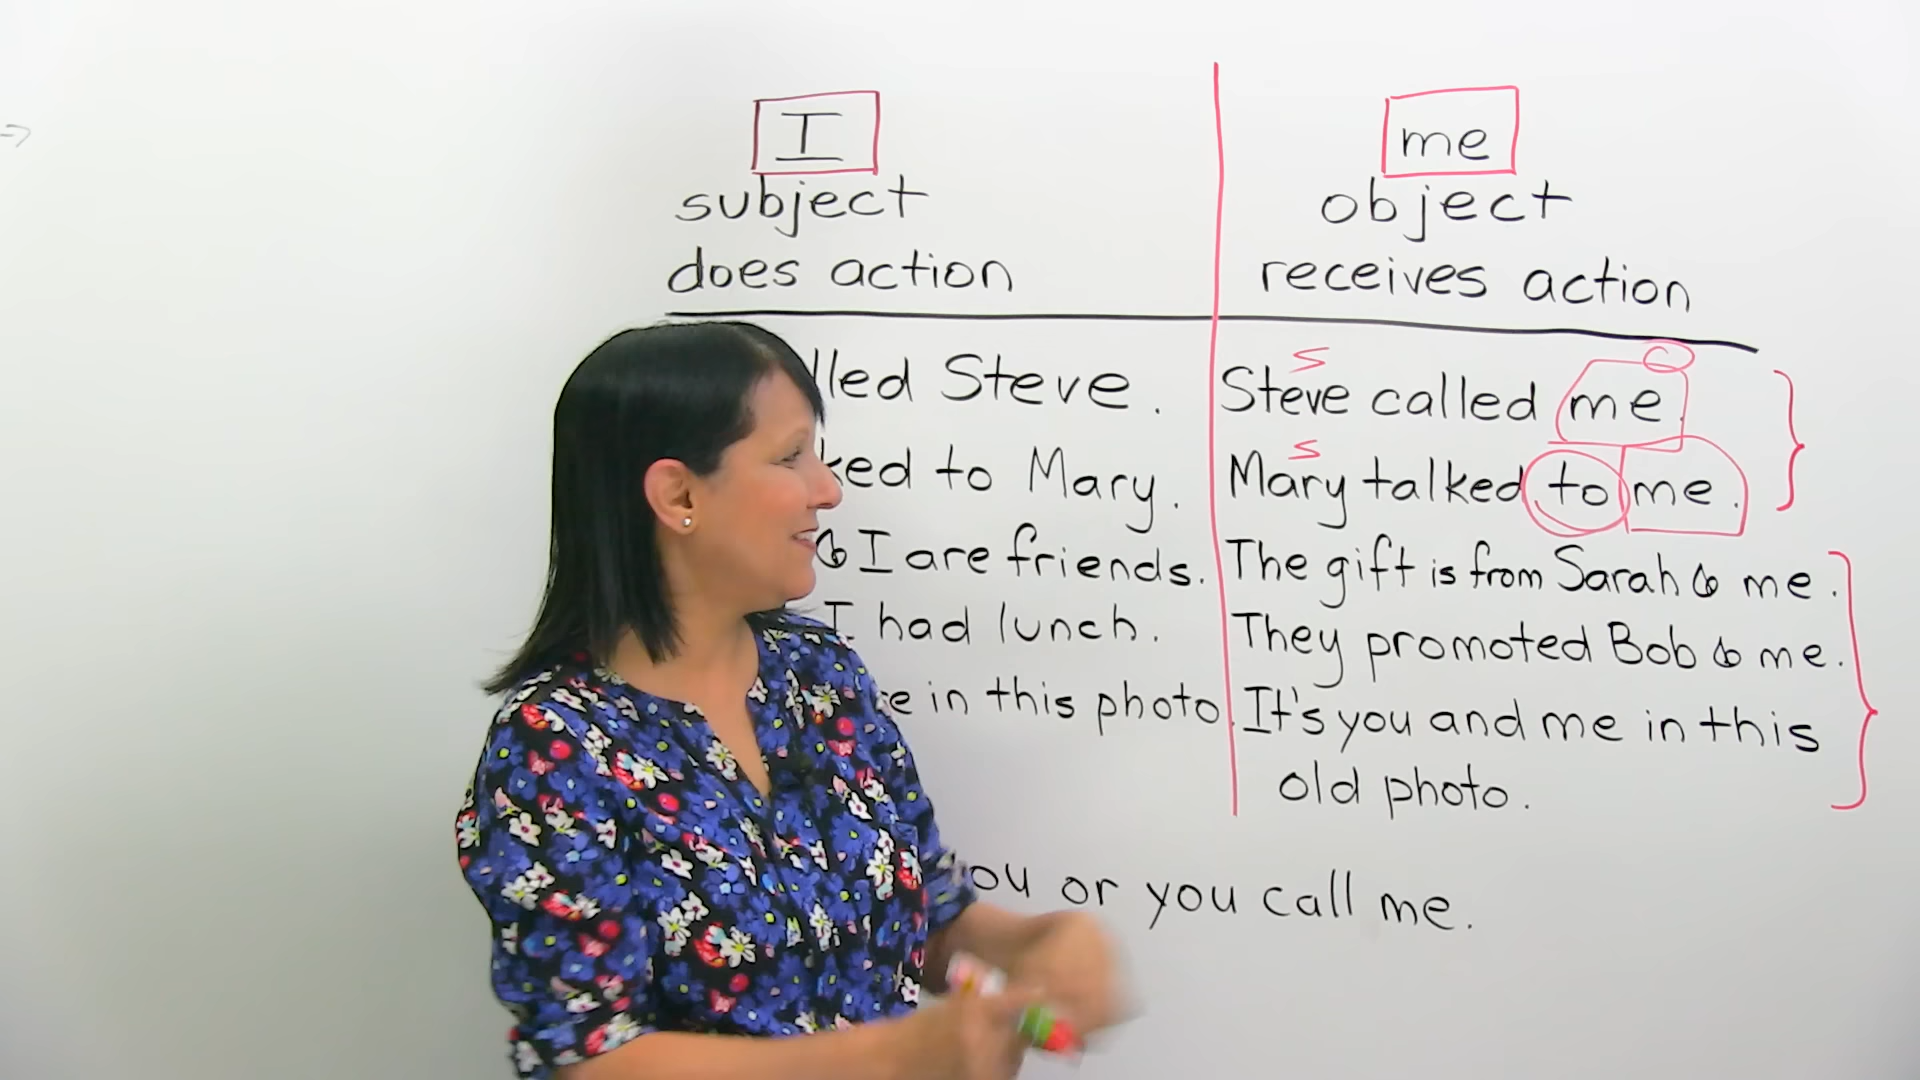 I
me
subject
object
does action
receives action
lled Steve.
S
O
Steve called me.
ked to Mary.
S
Mary talked to me.
& I are friends.
The gift is from Sarah & me.
I had lunch.
They promoted Bob & me.
e in this photo.
It's you and me in this
old photo.
you or you call me.